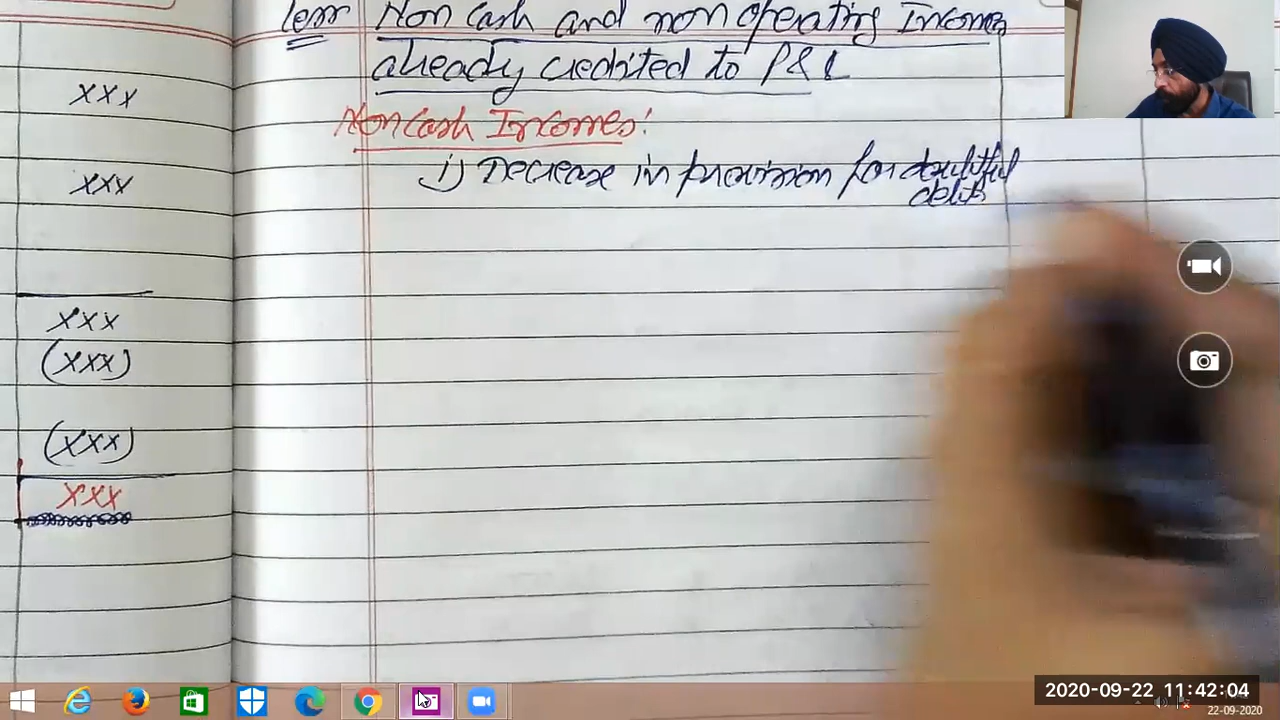 Less Non Cash and non operating Incomes
already credited to P&L
xxx
Non Cash Incomes:
xxx
i) Decrease in provision for doubtful
debts
xxx
(xxx)
(xxx)
xxx
2020-09-22 11:42:04
22-09-2020